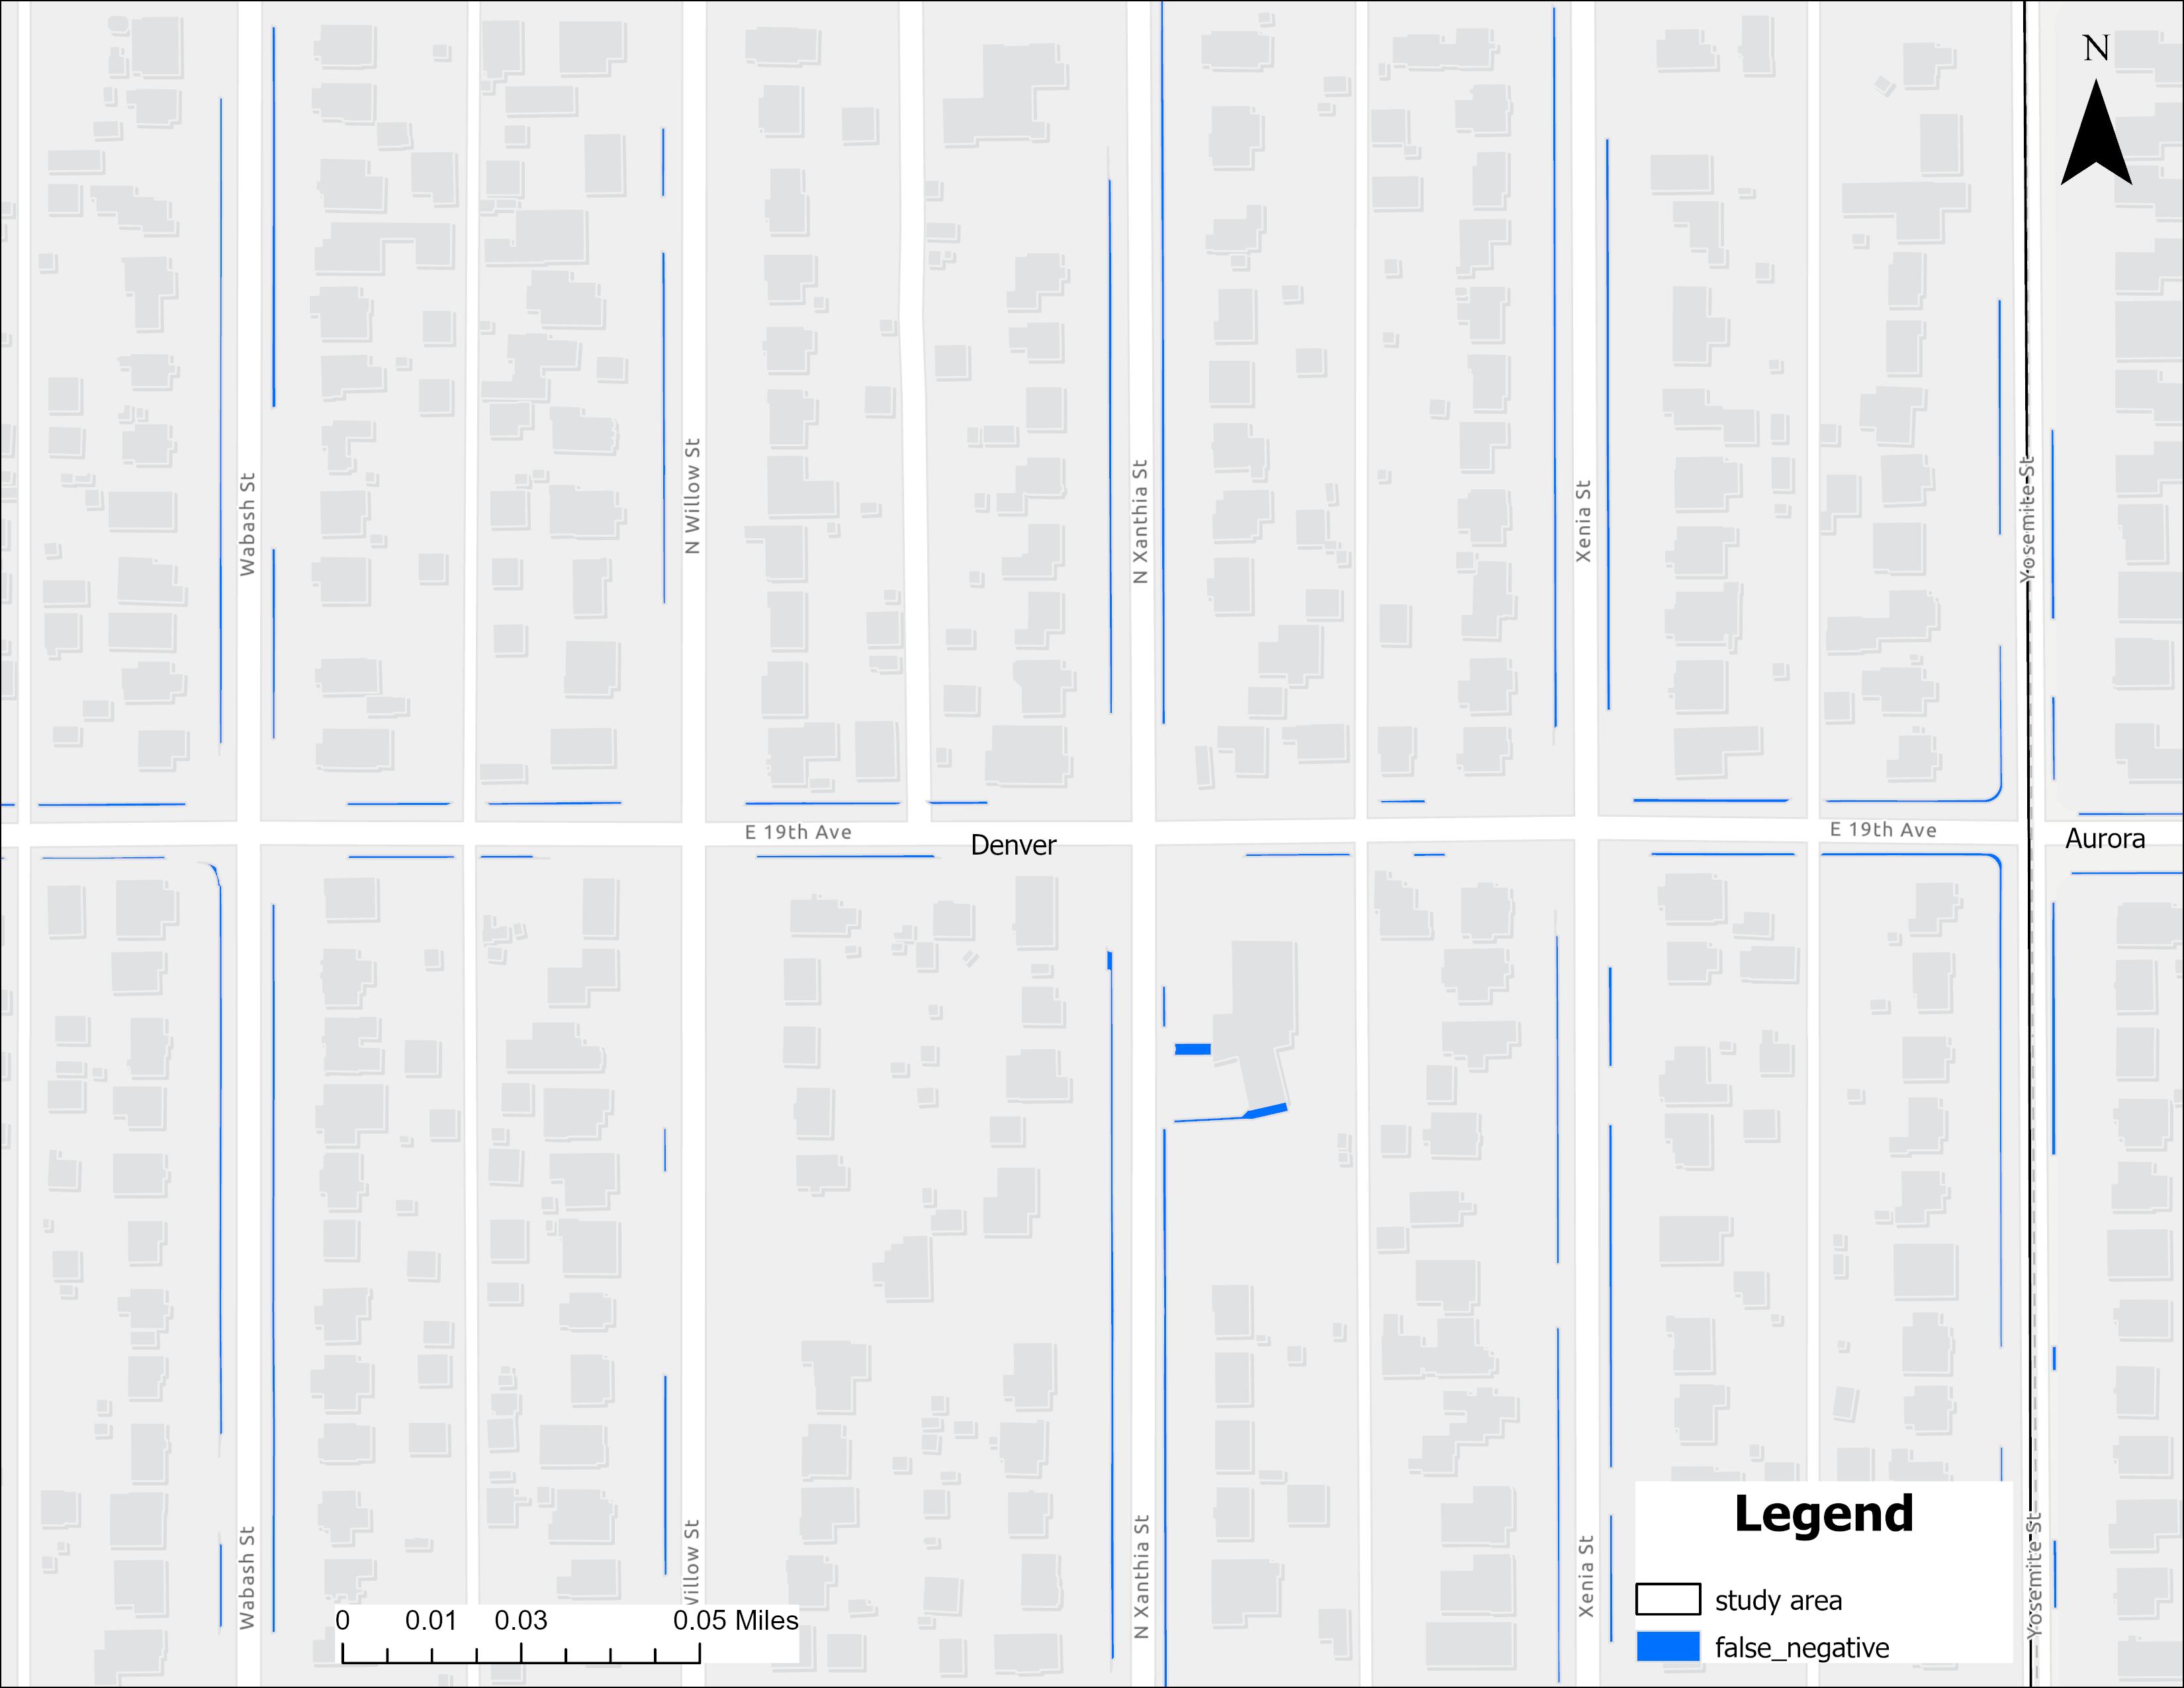 N
Wabash St
N Willow St
N Xanthia St
Xenia St
Yosemite St
E 19th Ave
Denver
E 19th Ave
Aurora
Wabash St
Willow St
N Xanthia St
Xenia St
Yosemite St
Legend
study area
false_negative
0 0.01 0.03 0.05 Miles